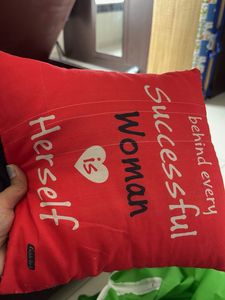 behind every
Successful
Woman
is
Herself